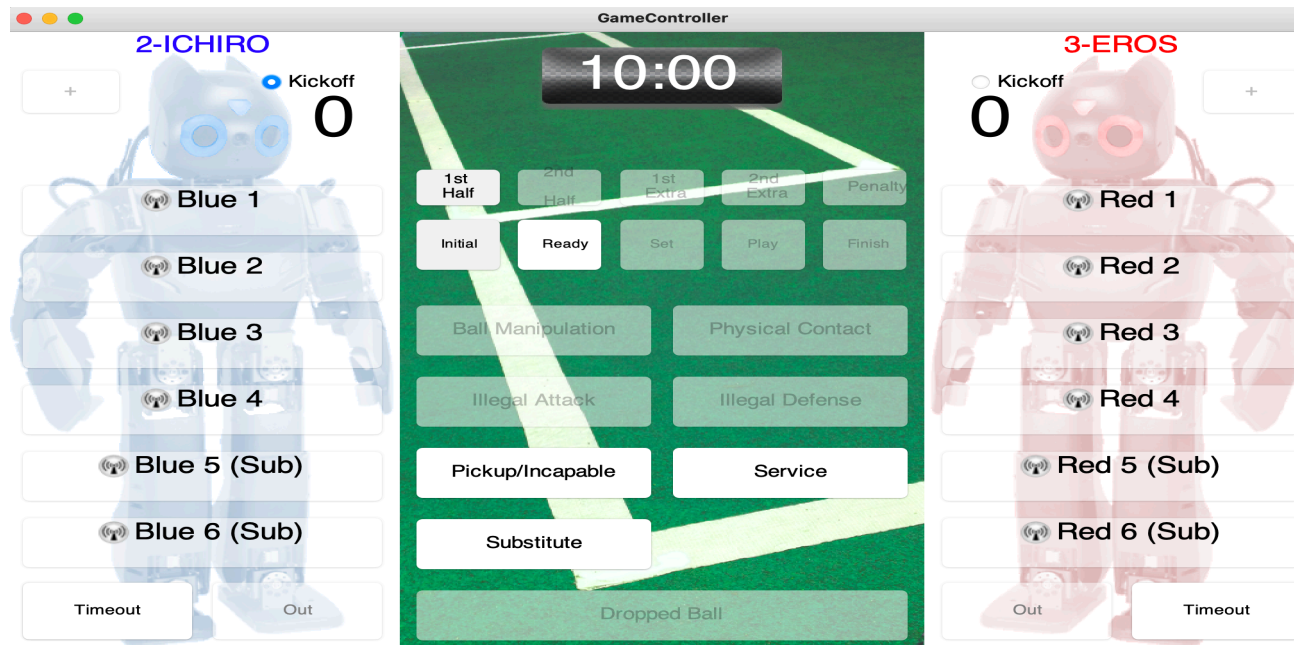 GameController
2-ICHIRO
+
Kickoff
0
Blue 1
Blue 2
Blue 3
Blue 4
Blue 5 (Sub)
Blue 6 (Sub)
Timeout
Out
10:00
1st
Half
2nd
Half
1st
Extra
2nd
Extra
Penalty
Initial
Ready
Set
Play
Finish
Ball Manipulation
Physical Contact
Illegal Attack
Illegal Defense
Pickup/Incapable
Service
Substitute
Dropped Ball
3-EROS
Kickoff
+
0
Red 1
Red 2
Red 3
Red 4
Red 5 (Sub)
Red 6 (Sub)
Out
Timeout